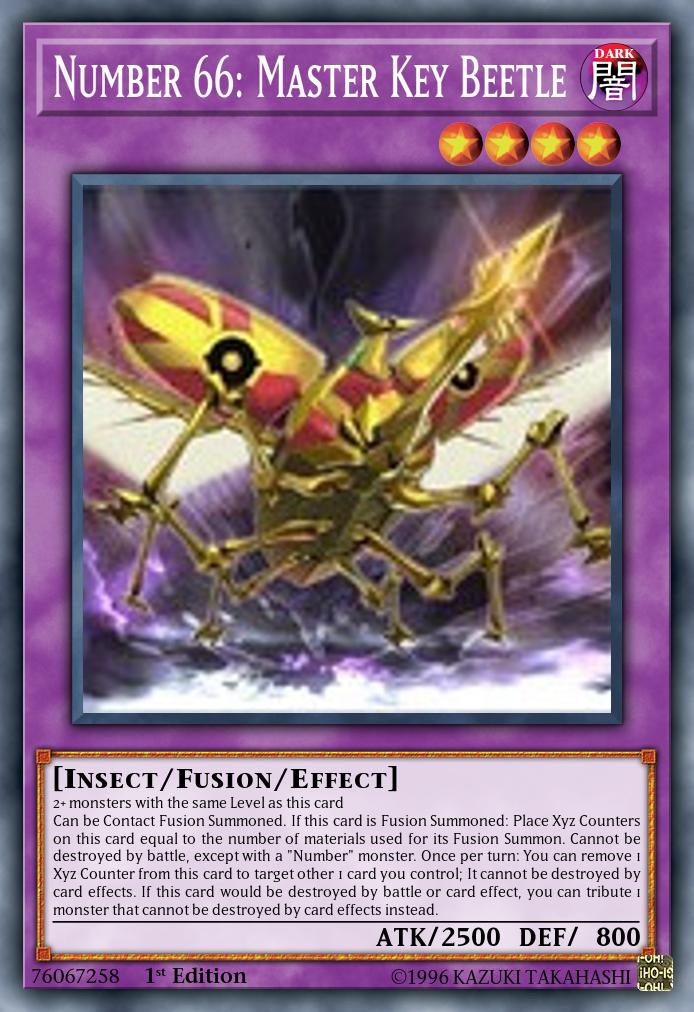 NUMBER 66: MASTER KEY BEETLE
DARK
闇
[INSECT/FUSION/EFFECT]
2+ monsters with the same Level as this card
Can be Contact Fusion Summoned. If this card is Fusion Summoned: Place Xyz Counters
on this card equal to the number of materials used for its Fusion Summon. Cannot be
destroyed by battle, except with a "Number" monster. Once per turn: You can remove 1
Xyz Counter from this card to target other 1 card you control; It cannot be destroyed by
card effects. If this card would be destroyed by battle or card effect, you can tribute 1
monster that cannot be destroyed by card effects instead.
ATK/2500 DEF/ 800
76067258 1st Edition ©1996 KAZUKI TAKAHASHI